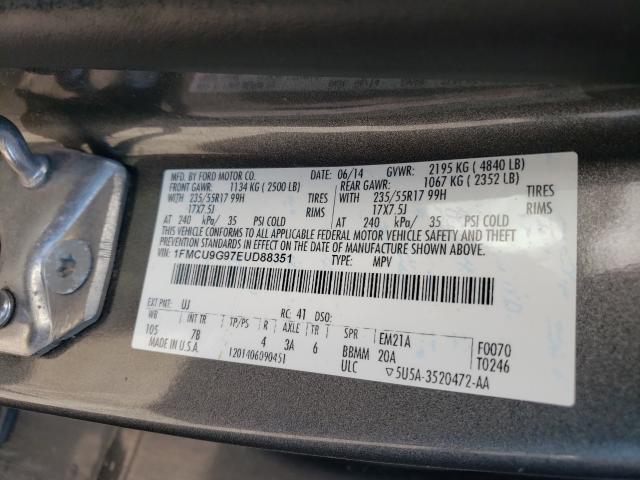 MFD. BY FORD MOTOR CO. DATE: 06/14 GVWR: 2195 KG ( 4840 LB)
FRONT GAWR: 1134 KG ( 2500 LB) REAR GAWR: 1067 KG ( 2352 LB)
WITH 235/55R17 99H TIRES WITH 235/55R17 99H TIRES
17X7.5J RIMS 17X7.5J RIMS
AT 240 kPa/ 35 PSI COLD AT 240 kPa/ 35 PSI COLD
THIS VEHICLE CONFORMS TO ALL APPLICABLE FEDERAL MOTOR VEHICLE SAFETY AND THEFT
PREVENTION STANDARDS IN EFFECT ON THE DATE OF MANUFACTURE SHOWN ABOVE.
VIN: 1FMCU9G97EUD88351 TYPE: MPV
EXT PNT: UJ RC: 41 DSO:
WB INT TR TP/PS R AXLE TR SPR EM21A F0070
105 7B 4 3A 6 BBMM 20A T0246
MADE IN U.S.A. 1201406090451 ULC ▽5U5A-3520472-AA